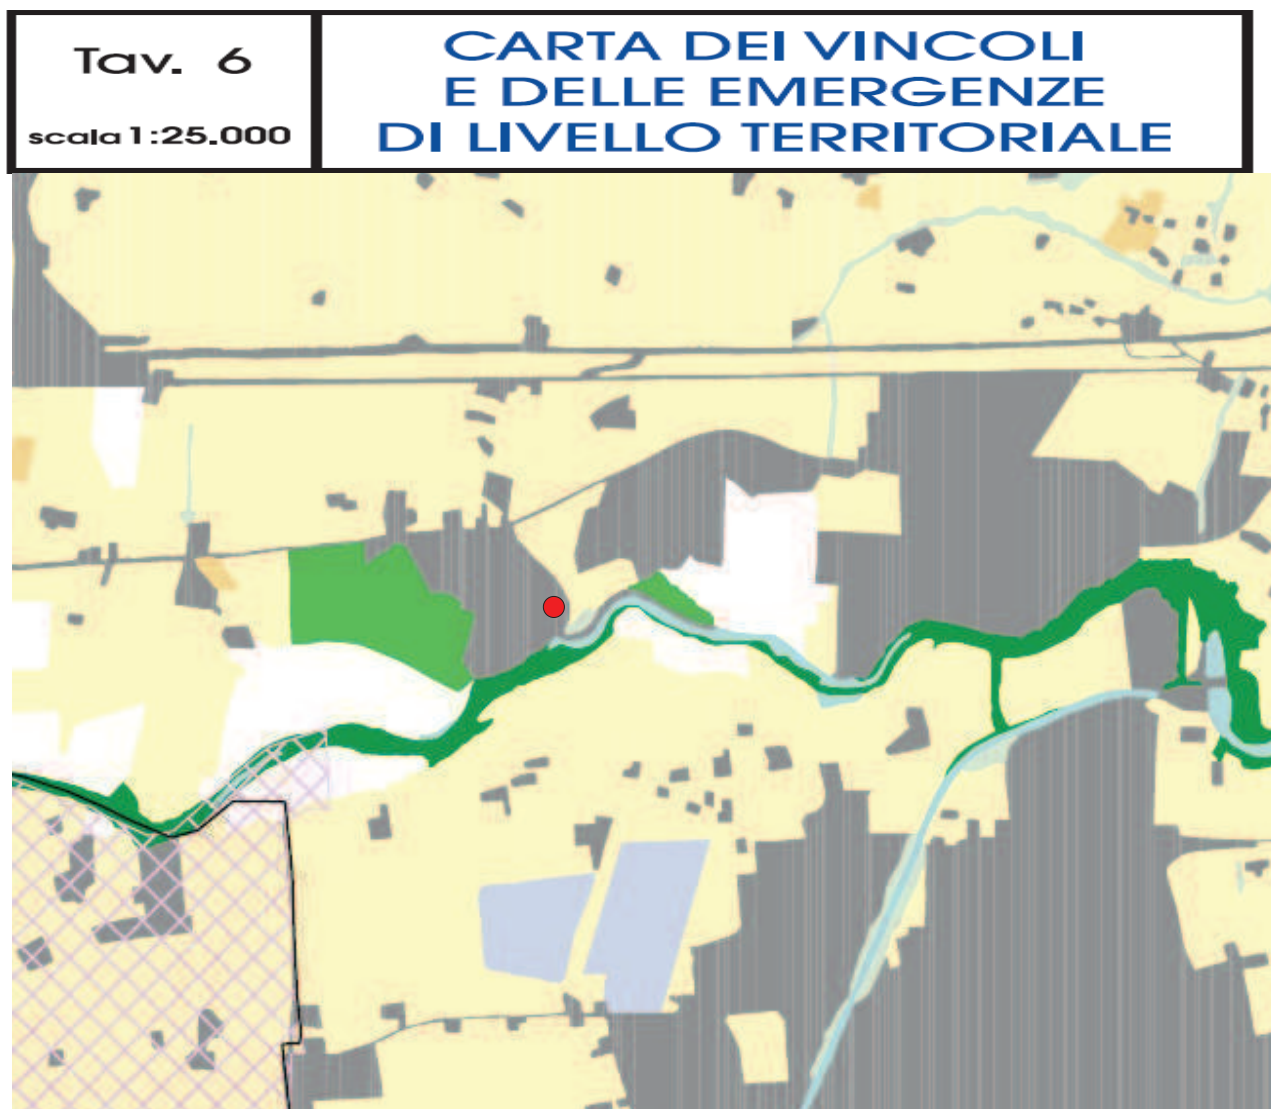 Tav. 6
scala 1:25.000
CARTA DEI VINCOLI
E DELLE EMERGENZE
DI LIVELLO TERRITORIALE